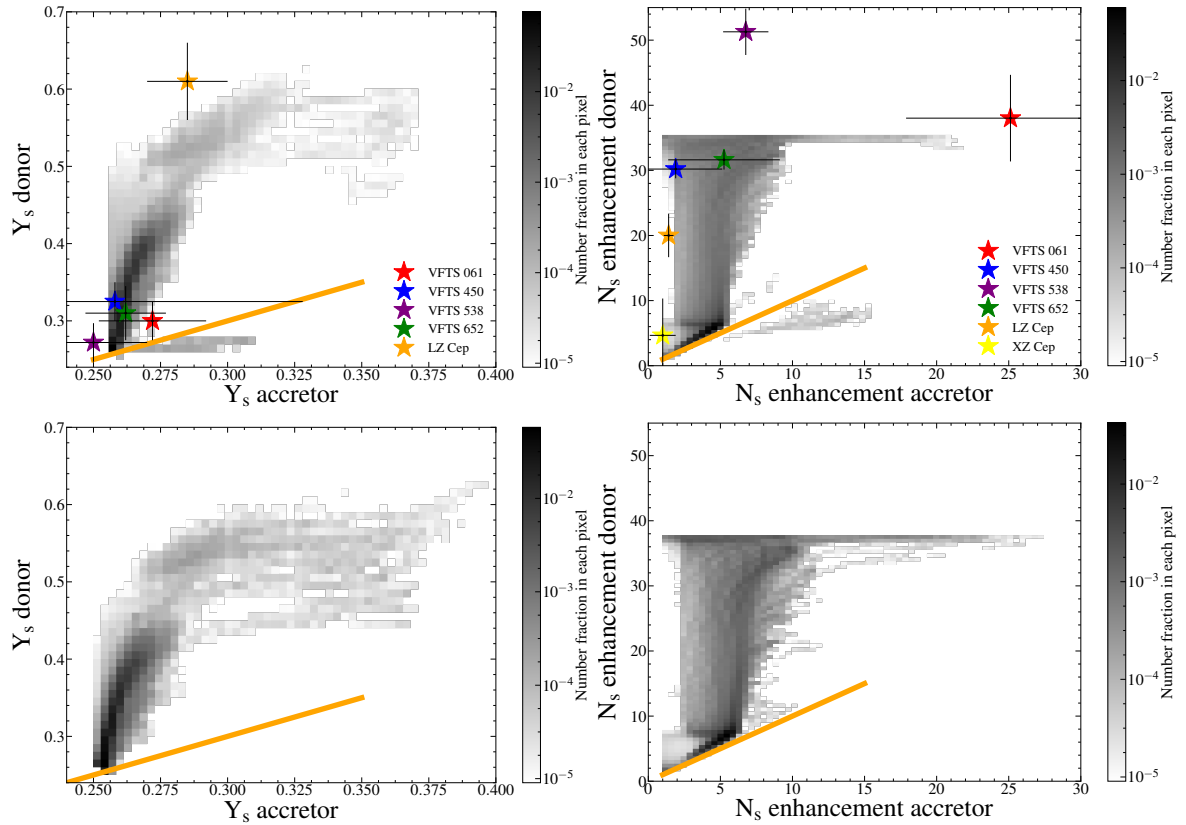 0.6
0.5
0.4
0.3
Y_s donor
0.250 0.275 0.300 0.325 0.350 0.375 0.400
Y_s accretor
VFTS 061
VFTS 450
VFTS 538
VFTS 652
LZ Cep
10^-2
10^-3
10^-4
10^-5
Number fraction in each pixel
50
40
30
20
10
0
N_s enhancement donor
0 5 10 15 20 25 30
N_s enhancement accretor
VFTS 061
VFTS 450
VFTS 538
VFTS 652
LZ Cep
XZ Cep
10^-2
10^-3
10^-4
10^-5
Number fraction in each pixel
0.7
0.6
0.5
0.4
0.3
Y_s donor
0.250 0.275 0.300 0.325 0.350 0.375 0.400
Y_s accretor
10^-2
10^-3
10^-4
10^-5
Number fraction in each pixel
50
40
30
20
10
0
N_s enhancement donor
0 5 10 15 20 25 30
N_s enhancement accretor
10^-2
10^-3
10^-4
10^-5
Number fraction in each pixel